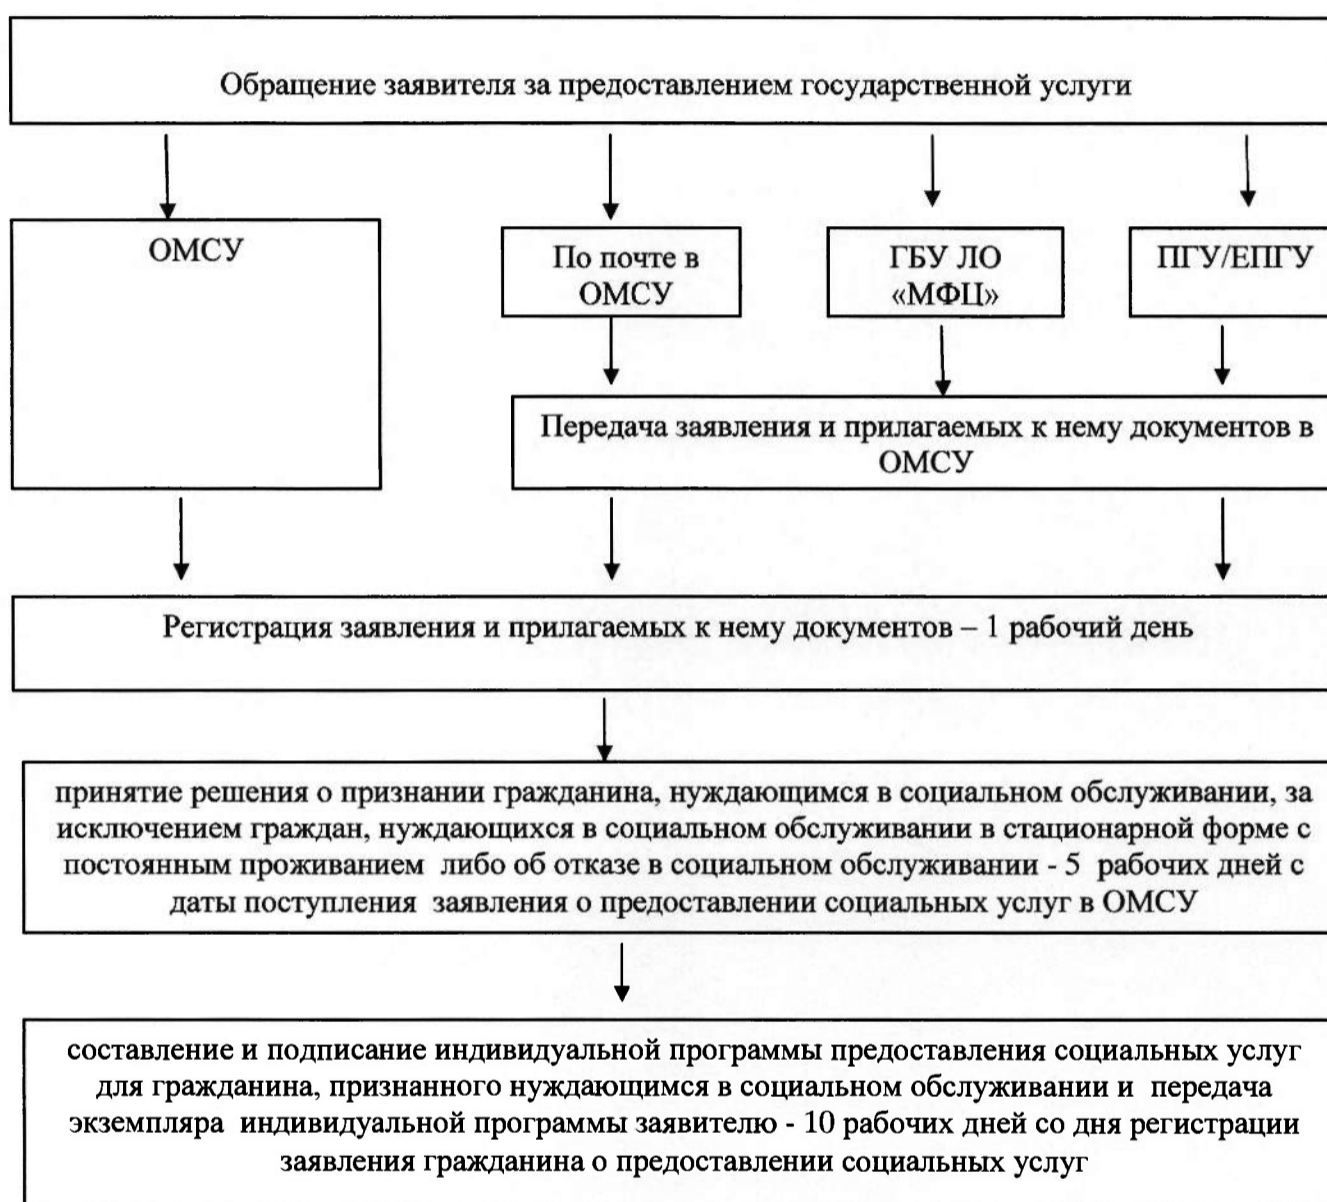 Обращение заявителя за предоставлением государственной услуги
ОМСУ
По почте в
ОМСУ
ГБУ ЛО
«МФЦ»
ПГУ/ЕПГУ
Передача заявления и прилагаемых к нему документов в
ОМСУ
Регистрация заявления и прилагаемых к нему документов – 1 рабочий день
принятие решения о признании гражданина, нуждающимся в социальном обслуживании, за
исключением граждан, нуждающихся в социальном обслуживании в стационарной форме с
постоянным проживанием либо об отказе в социальном обслуживании - 5 рабочих дней с
даты поступления заявления о предоставлении социальных услуг в ОМСУ
составление и подписание индивидуальной программы предоставления социальных услуг
для гражданина, признанного нуждающимся в социальном обслуживании и передача
экземпляра индивидуальной программы заявителю - 10 рабочих дней со дня регистрации
заявления гражданина о предоставлении социальных услуг